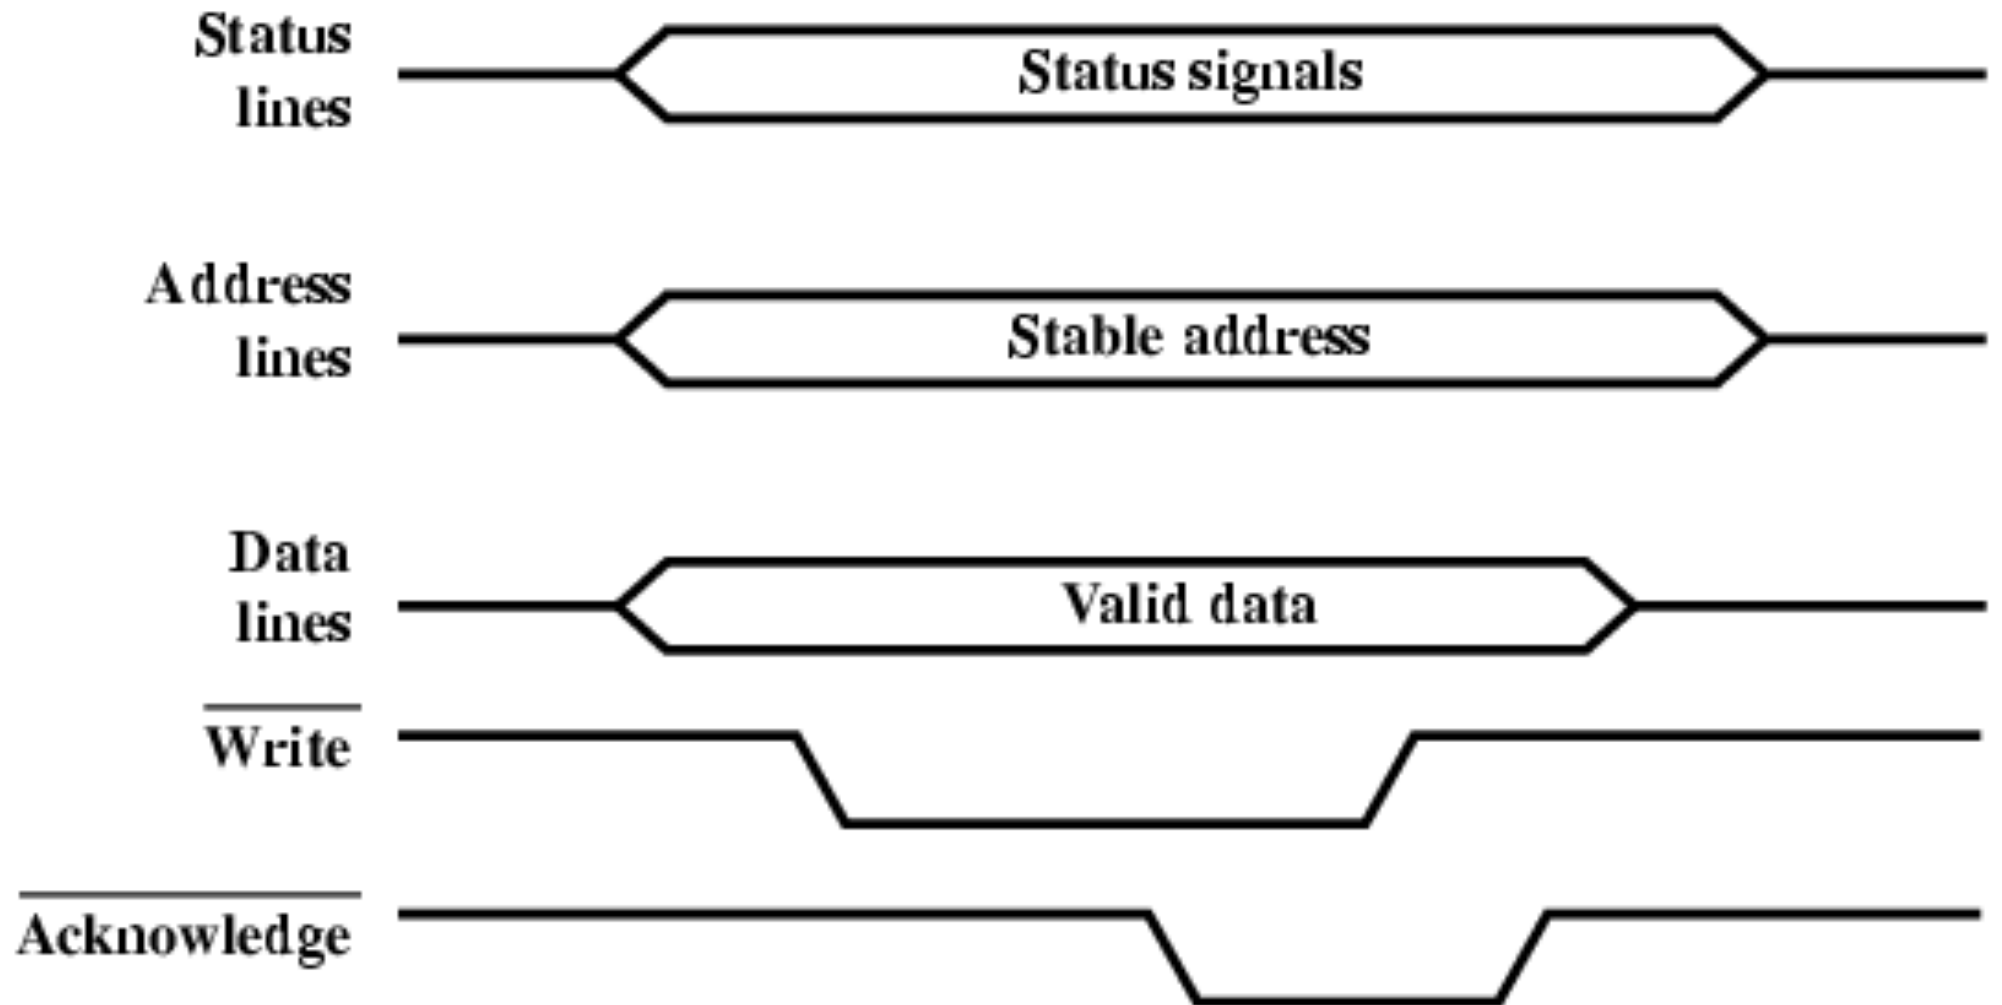 Status
lines
Status signals
Address
lines
Stable address
Data
lines
Valid data
Write
Acknowledge